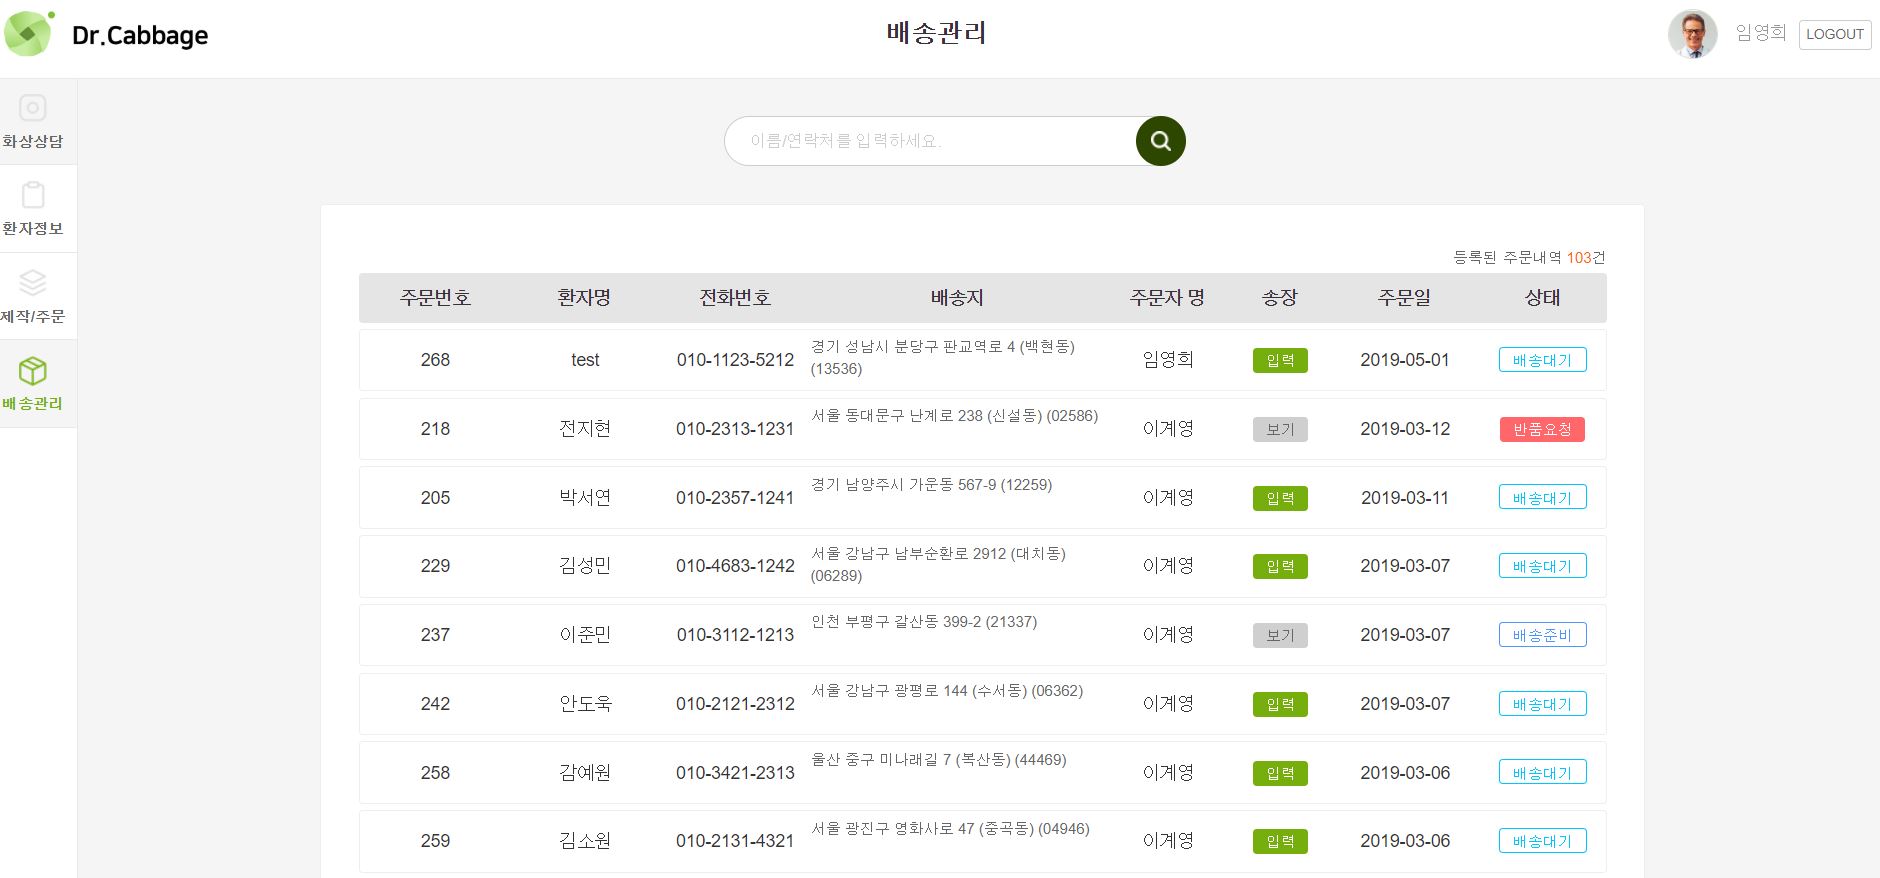 Dr.Cabbage
배송관리
임영희 LOGOUT
화상상담
환자정보
제작/주문
배송관리
이름/연락처를 입력하세요.
등록된 주문내역 103건
주문번호 환자명 전화번호 배송지 주문자 명 송장 주문일 상태
268 test 010-1123-5212 경기 성남시 분당구 판교역로 4 (백현동)
(13536) 임영희 입력 2019-05-01 배송대기
218 전지현 010-2313-1231 서울 동대문구 난계로 238 (신설동) (02586) 이계영 보기 2019-03-12 반품요청
205 박서연 010-2357-1241 경기 남양주시 가운동 567-9 (12259) 이계영 입력 2019-03-11 배송대기
229 김성민 010-4683-1242 서울 강남구 남부순환로 2912 (대치동)
(06289) 이계영 입력 2019-03-07 배송대기
237 이준민 010-3112-1213 인천 부평구 갈산동 399-2 (21337) 이계영 보기 2019-03-07 배송준비
242 안도욱 010-2121-2312 서울 강남구 광평로 144 (수서동) (06362) 이계영 입력 2019-03-07 배송대기
258 감예원 010-3421-2313 울산 중구 미나래길 7 (복산동) (44469) 이계영 입력 2019-03-06 배송대기
259 김소원 010-2131-4321 서울 광진구 영화사로 47 (중곡동) (04946) 이계영 입력 2019-03-06 배송대기